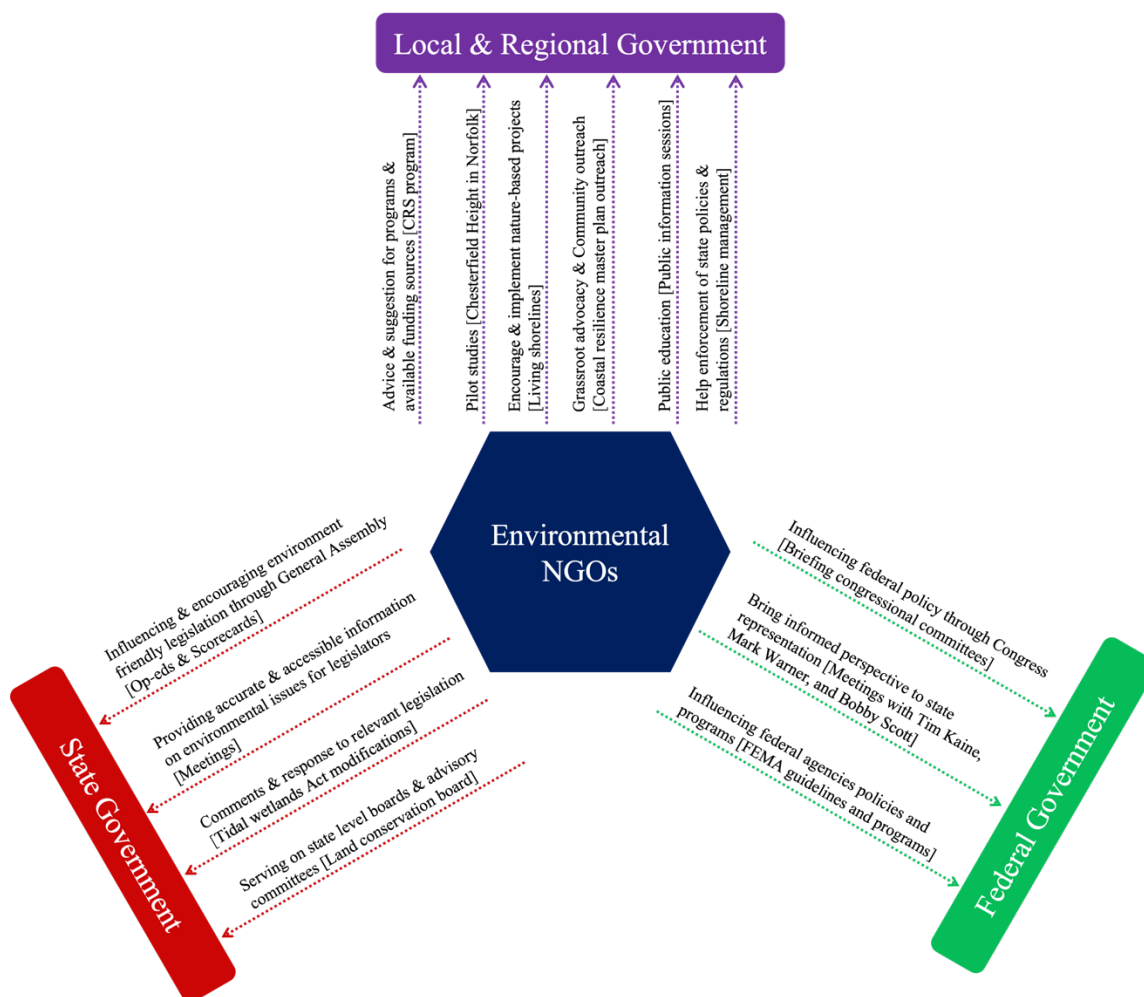 Local & Regional Government
Advice & suggestion for programs &
available funding sources [CRS program]
Pilot studies [Chesterfield Height in Norfolk]
Encourage & implement nature-based projects
[Living shorelines]
Grassroot advocacy & Community outreach
[Coastal resilience master plan outreach]
Public education [Public information sessions]
Help enforcement of state policies &
regulations [Shoreline management]
Environmental
NGOs
Influencing & encouraging environment
friendly legislation through General Assembly
[Op-eds & Scorecards]
Providing accurate & accessible information
on environmental issues for legislators
[Meetings]
Comments & response to relevant legislation
[Tidal wetlands Act modifications]
Serving on state level boards & advisory
committees [Land conservation board]
State Government
Influencing federal policy through Congress
[Briefing congressional committees]
Bring informed perspective to state
representation [Meetings with Tim Kaine,
Mark Warner, and Bobby Scott]
Influencing federal agencies policies and
programs [FEMA guidelines and programs]
Federal Government